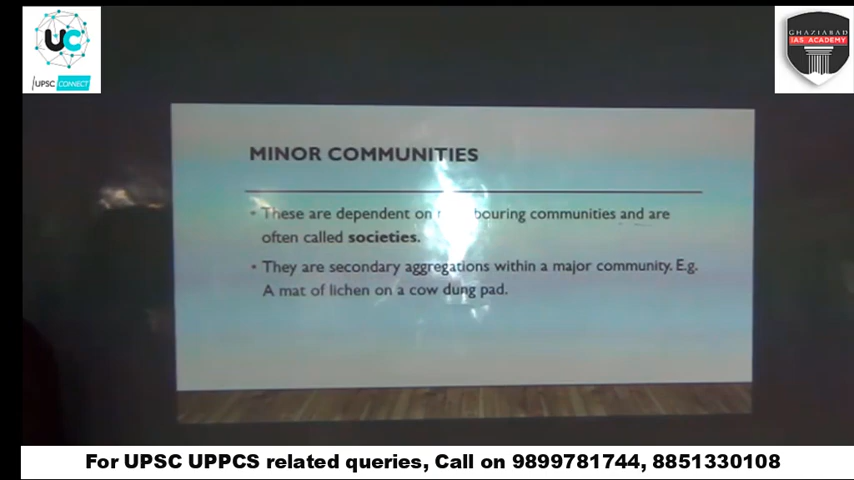 UC
UPSC CONNECT
GHAZIABAD
IAS ACADEMY
MINOR COMMUNITIES
• These are dependent on bouring communities and are
often called societies.
• They are secondary aggregations within a major community. E.g.
A mat of lichen on a cow dung pad.
For UPSC UPPCS related queries, Call on 9899781744, 8851330108